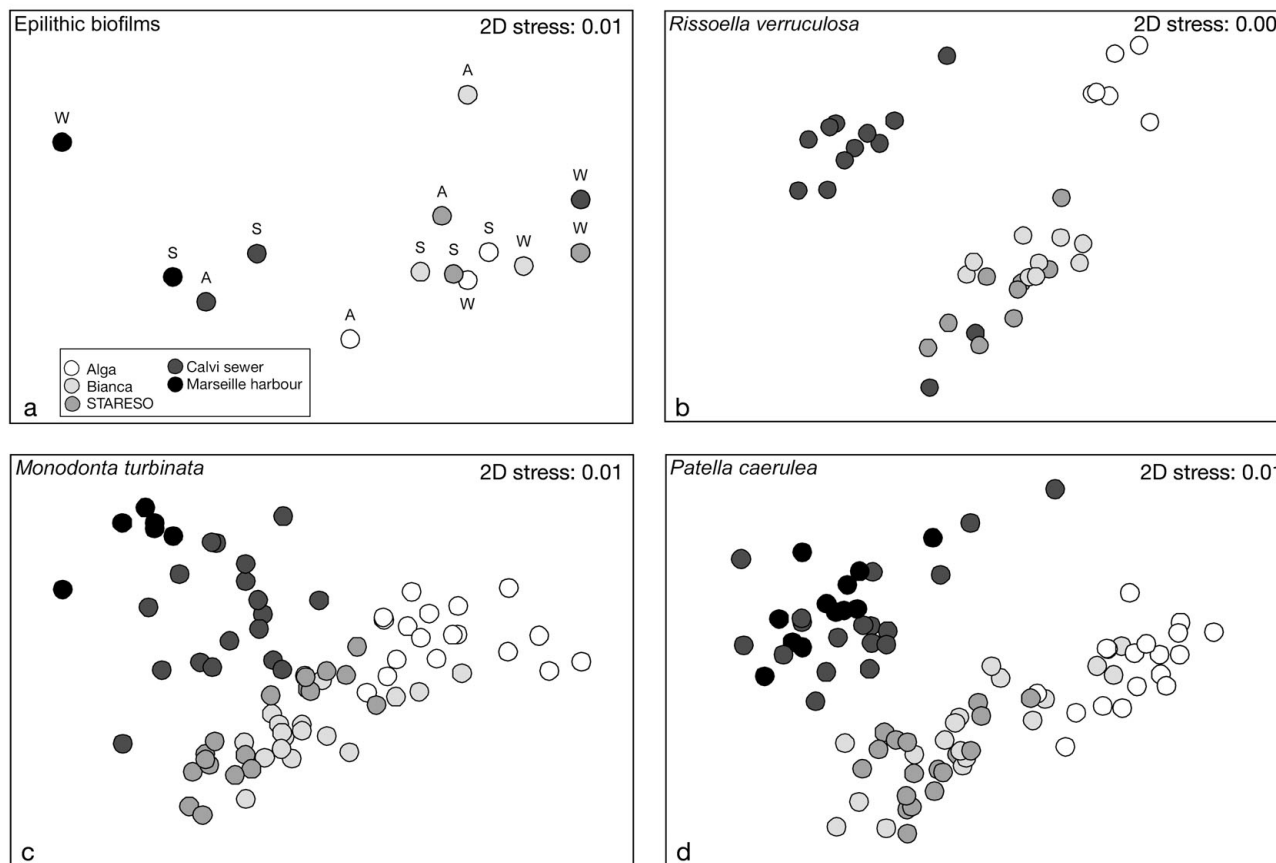 Epilithic biofilms
2D stress: 0.01
A
W
A
W
S
W
S
S
S
W
S
A
W
A
Alga
Bianca
STARESO
Calvi sewer
Marseille harbour
a
Rissoella verruculosa
2D stress: 0.00
b
Monodonta turbinata
2D stress: 0.01
c
Patella caerulea
2D stress: 0.01
d